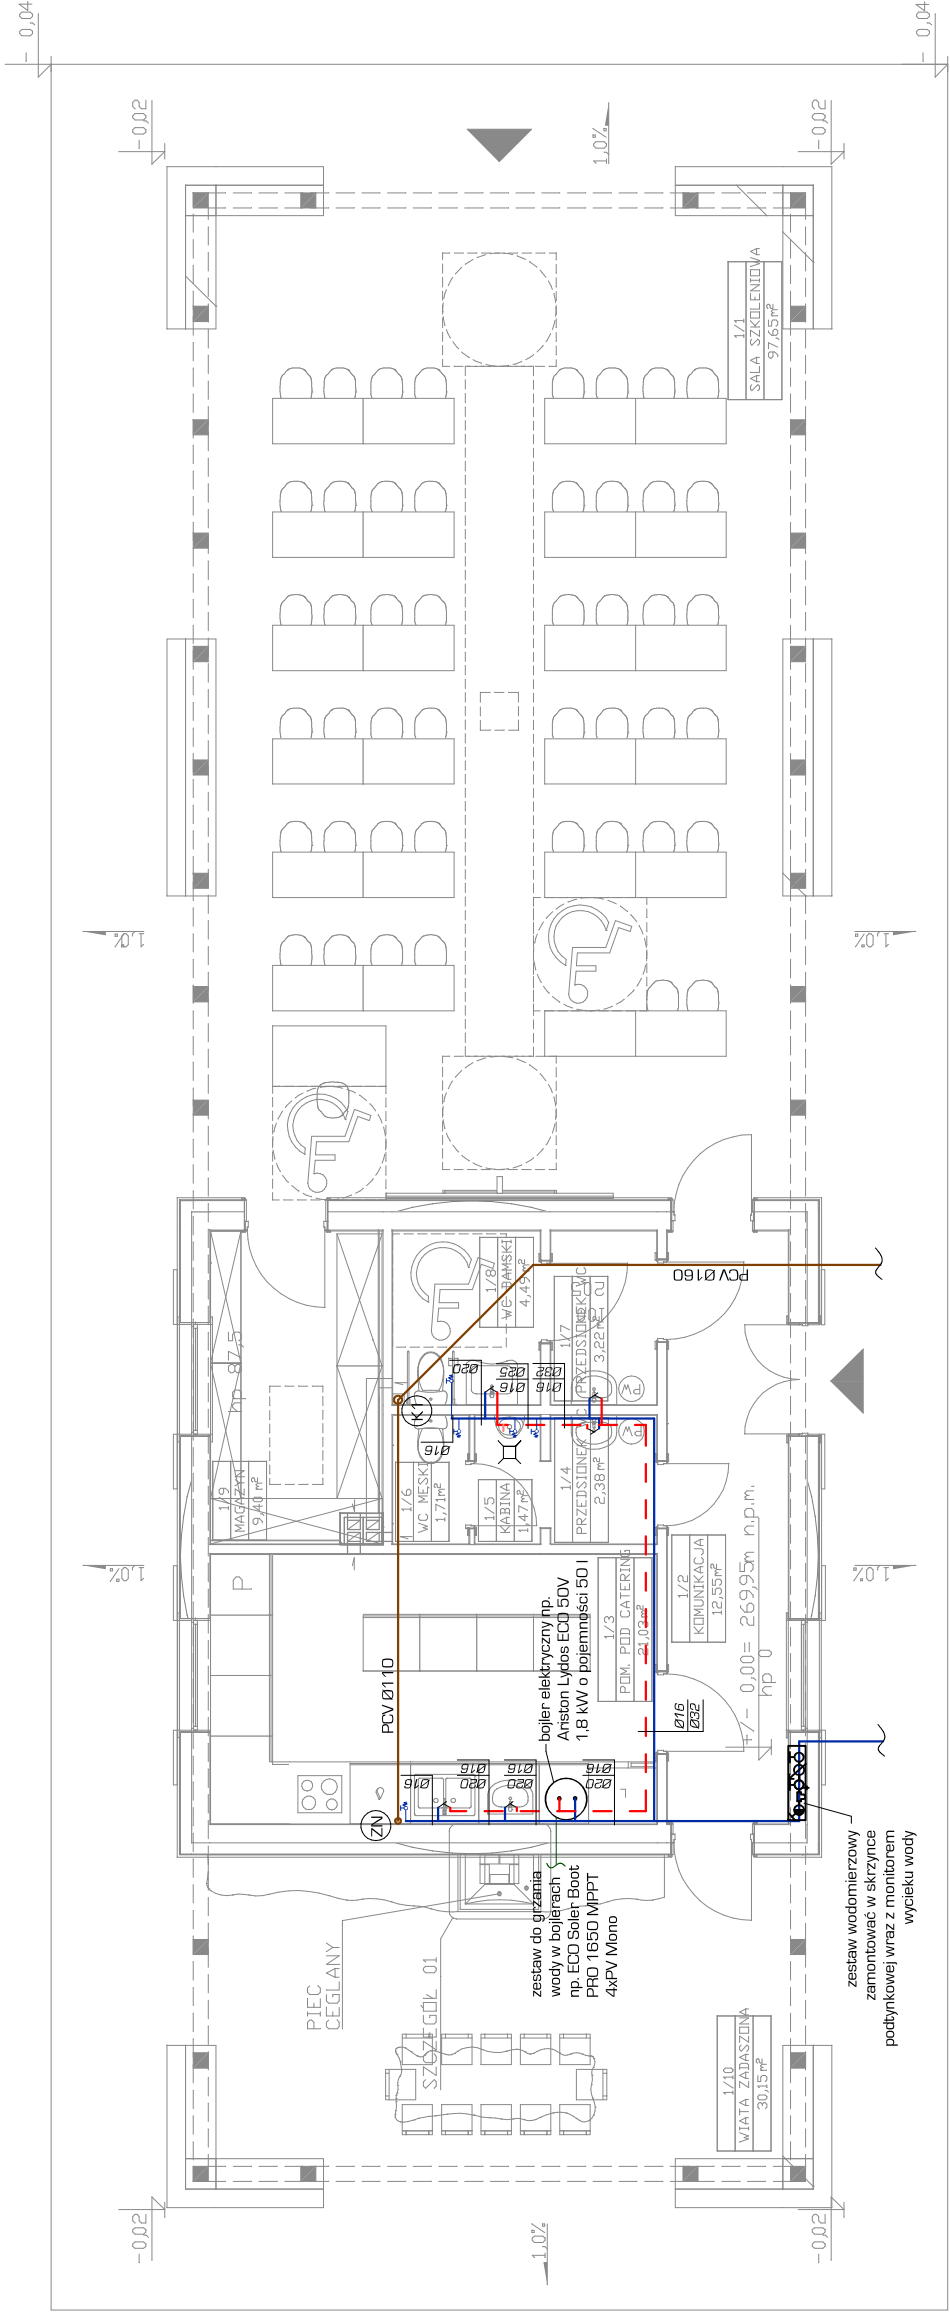 - 0,04
- 0,04
-0,02
-0,02
1,0%
1/1
SALA SZKOLENIOWA
97,65m²
1,0%
1,0%
1/8
WC DAMSKI
4,49m²
PCV Ø160
1/7
PRZEDSIONEK WC
3,22m²
hp 87,5
1/9
MAGAZYN
9,40 m²
Ø20
Ø25
Ø16
Ø32
Ø16
K1
Ø16
PW
PW
1/6
WC MĘSKI
1,71m²
1/5
KABINA
1,47m²
1/4
PRZEDSIONEK WC
2,38m²
1,0%
1,0%
P
1/3
POM. POD CATERING
21,03m²
1/2
KOMUNIKACJA
12,55m²
+/- 0,00= 269,95m n.p.m.
hp 0
PCV Ø110
bojler elektryczny np.
Ariston Lydos ECO 50V
1,8 kW o pojemności 50 l
Ø16
Ø32
Ø16
Ø16
Ø20
Ø16
Ø20
Ø16
Ø20
ZN
zestaw do grzania
wody w bojlerach
np. ECO Soler Boot
PRO 1650 MPPT
4xPV Mono
zestaw wodomierzowy
zamontować w skrzynce
podtynkowej wraz z monitorem
wycieku wody
PIEC
CEGLANY
SZCZEGÓŁ 01
1/10
WIATA ZADASZONA
30,15m²
-0,02
-0,02
1,0%